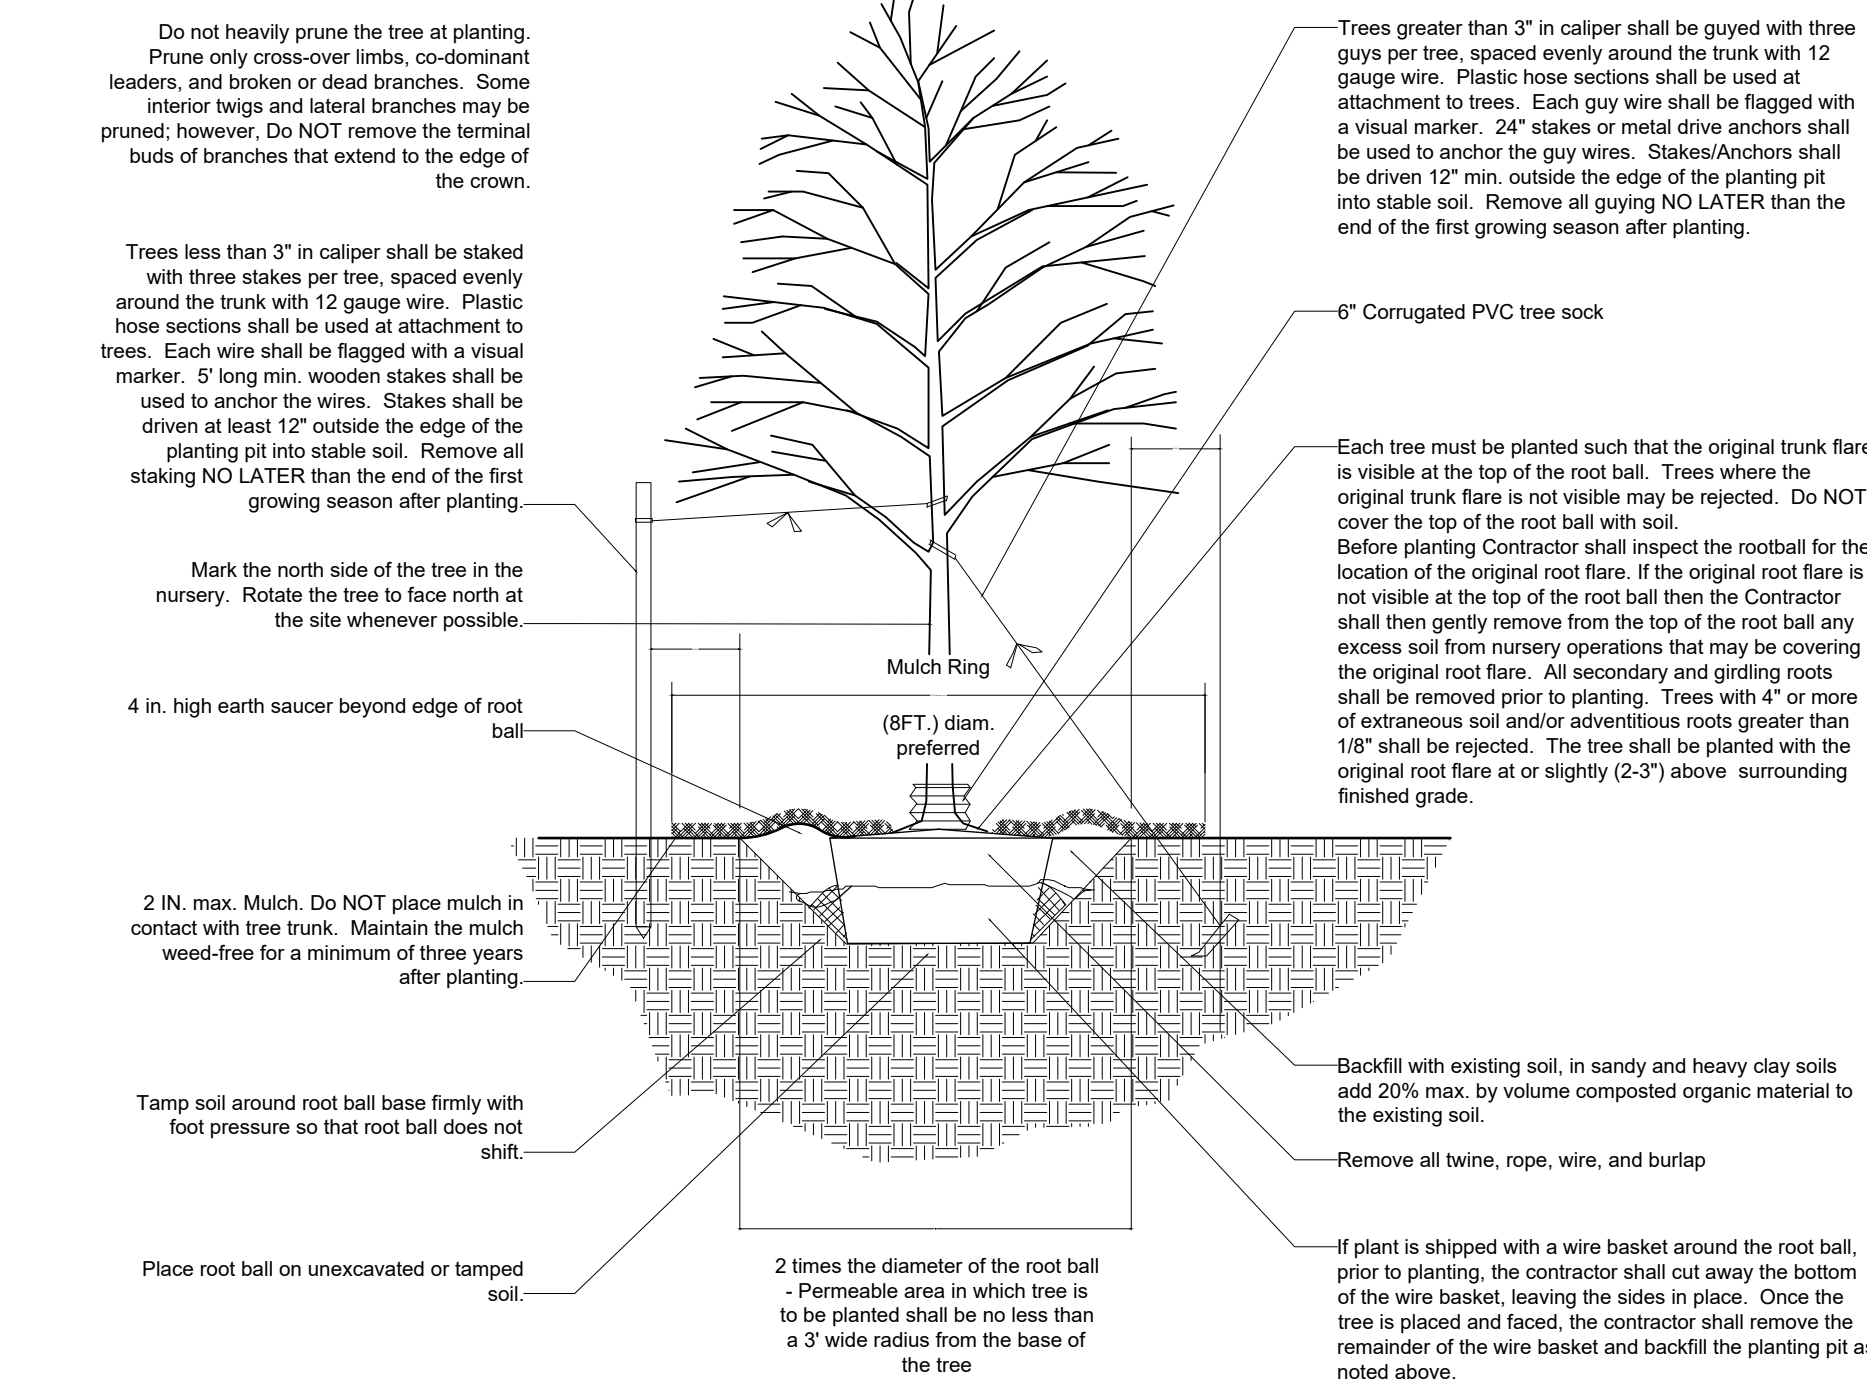 Do not heavily prune the tree at planting.
Prune only cross-over limbs, co-dominant
leaders, and broken or dead branches.  Some
interior twigs and lateral branches may be
pruned; however, Do NOT remove the terminal
buds of branches that extend to the edge of
the crown.
Trees less than 3" in caliper shall be staked
with three stakes per tree, spaced evenly
around the trunk with 12 gauge wire.  Plastic
hose sections shall be used at attachment to
trees.  Each wire shall be flagged with a visual
marker.  5' long min. wooden stakes shall be
used to anchor the wires.  Stakes shall be
driven at least 12" outside the edge of the
planting pit into stable soil.  Remove all
staking NO LATER than the end of the first
growing season after planting.
Mark the north side of the tree in the
nursery.  Rotate the tree to face north at
the site whenever possible.
4 in. high earth saucer beyond edge of root
ball
2 IN. max. Mulch. Do NOT place mulch in
contact with tree trunk.  Maintain the mulch
weed-free for a minimum of three years
after planting.
Tamp soil around root ball base firmly with
foot pressure so that root ball does not
shift.
Place root ball on unexcavated or tamped
soil.
Mulch Ring
(8FT.) diam.
preferred
2 times the diameter of the root ball
- Permeable area in which tree is
to be planted shall be no less than
a 3' wide radius from the base of
the tree
Trees greater than 3" in caliper shall be guyed with three
guys per tree, spaced evenly around the trunk with 12
gauge wire.  Plastic hose sections shall be used at
attachment to trees.  Each guy wire shall be flagged with
a visual marker.  24" stakes or metal drive anchors shall
be used to anchor the guy wires.  Stakes/Anchors shall
be driven 12" min. outside the edge of the planting pit
into stable soil.  Remove all guying NO LATER than the
end of the first growing season after planting.
6" Corrugated PVC tree sock
Each tree must be planted such that the original trunk flare
is visible at the top of the root ball.  Trees where the
original trunk flare is not visible may be rejected.  Do NOT
cover the top of the root ball with soil.
Before planting Contractor shall inspect the rootball for the
location of the original root flare. If the original root flare is
not visible at the top of the root ball then the Contractor
shall then gently remove from the top of the root ball any
excess soil from nursery operations that may be covering
the original root flare.  All secondary and girdling roots
shall be removed prior to planting.  Trees with 4" or more
of extraneous soil and/or adventitious roots greater than
1/8" shall be rejected.  The tree shall be planted with the
original root flare at or slightly (2-3") above  surrounding
finished grade.
Backfill with existing soil, in sandy and heavy clay soils
add 20% max. by volume composted organic material to
the existing soil.
Remove all twine, rope, wire, and burlap
If plant is shipped with a wire basket around the root ball,
prior to planting, the contractor shall cut away the bottom
of the wire basket, leaving the sides in place.  Once the
tree is placed and faced, the contractor shall remove the
remainder of the wire basket and backfill the planting pit as
noted above.